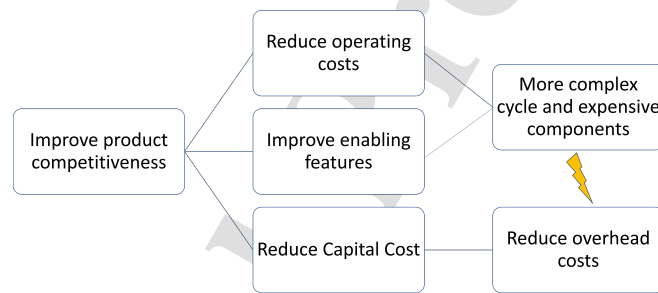 Improve product
competitiveness
Reduce operating
costs
Improve enabling
features
Reduce Capital Cost
More complex
cycle and expensive
components
Reduce overhead
costs